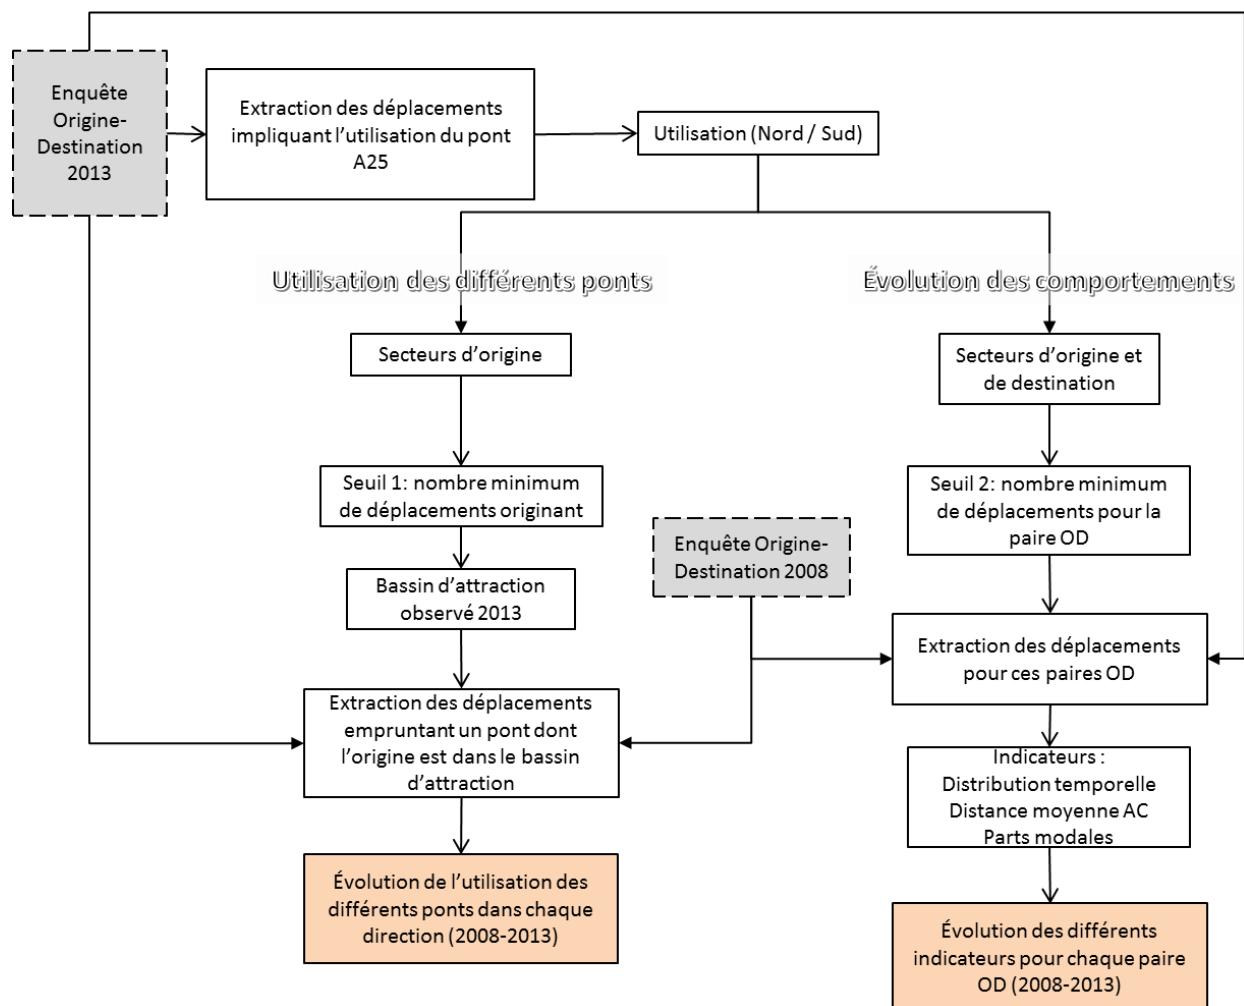 Enquête
Origine-
Destination
2013
Extraction des déplacements
impliquant l'utilisation du pont
A25
Utilisation (Nord / Sud)
Utilisation des différents ponts
Évolution des comportements
Secteurs d'origine
Secteurs d'origine et
de destination
Seuil 1: nombre minimum
de déplacements originant
Seuil 2: nombre minimum
de déplacements pour la
paire OD
Enquête Origine-
Destination 2008
Bassin d'attraction
observé 2013
Extraction des déplacements
pour ces paires OD
Extraction des déplacements
empruntant un pont dont
l'origine est dans le bassin
d'attraction
Indicateurs :
Distribution temporelle
Distance moyenne AC
Parts modales
Évolution de l'utilisation des
différents ponts dans chaque
direction (2008-2013)
Évolution des différents
indicateurs pour chaque paire
OD (2008-2013)